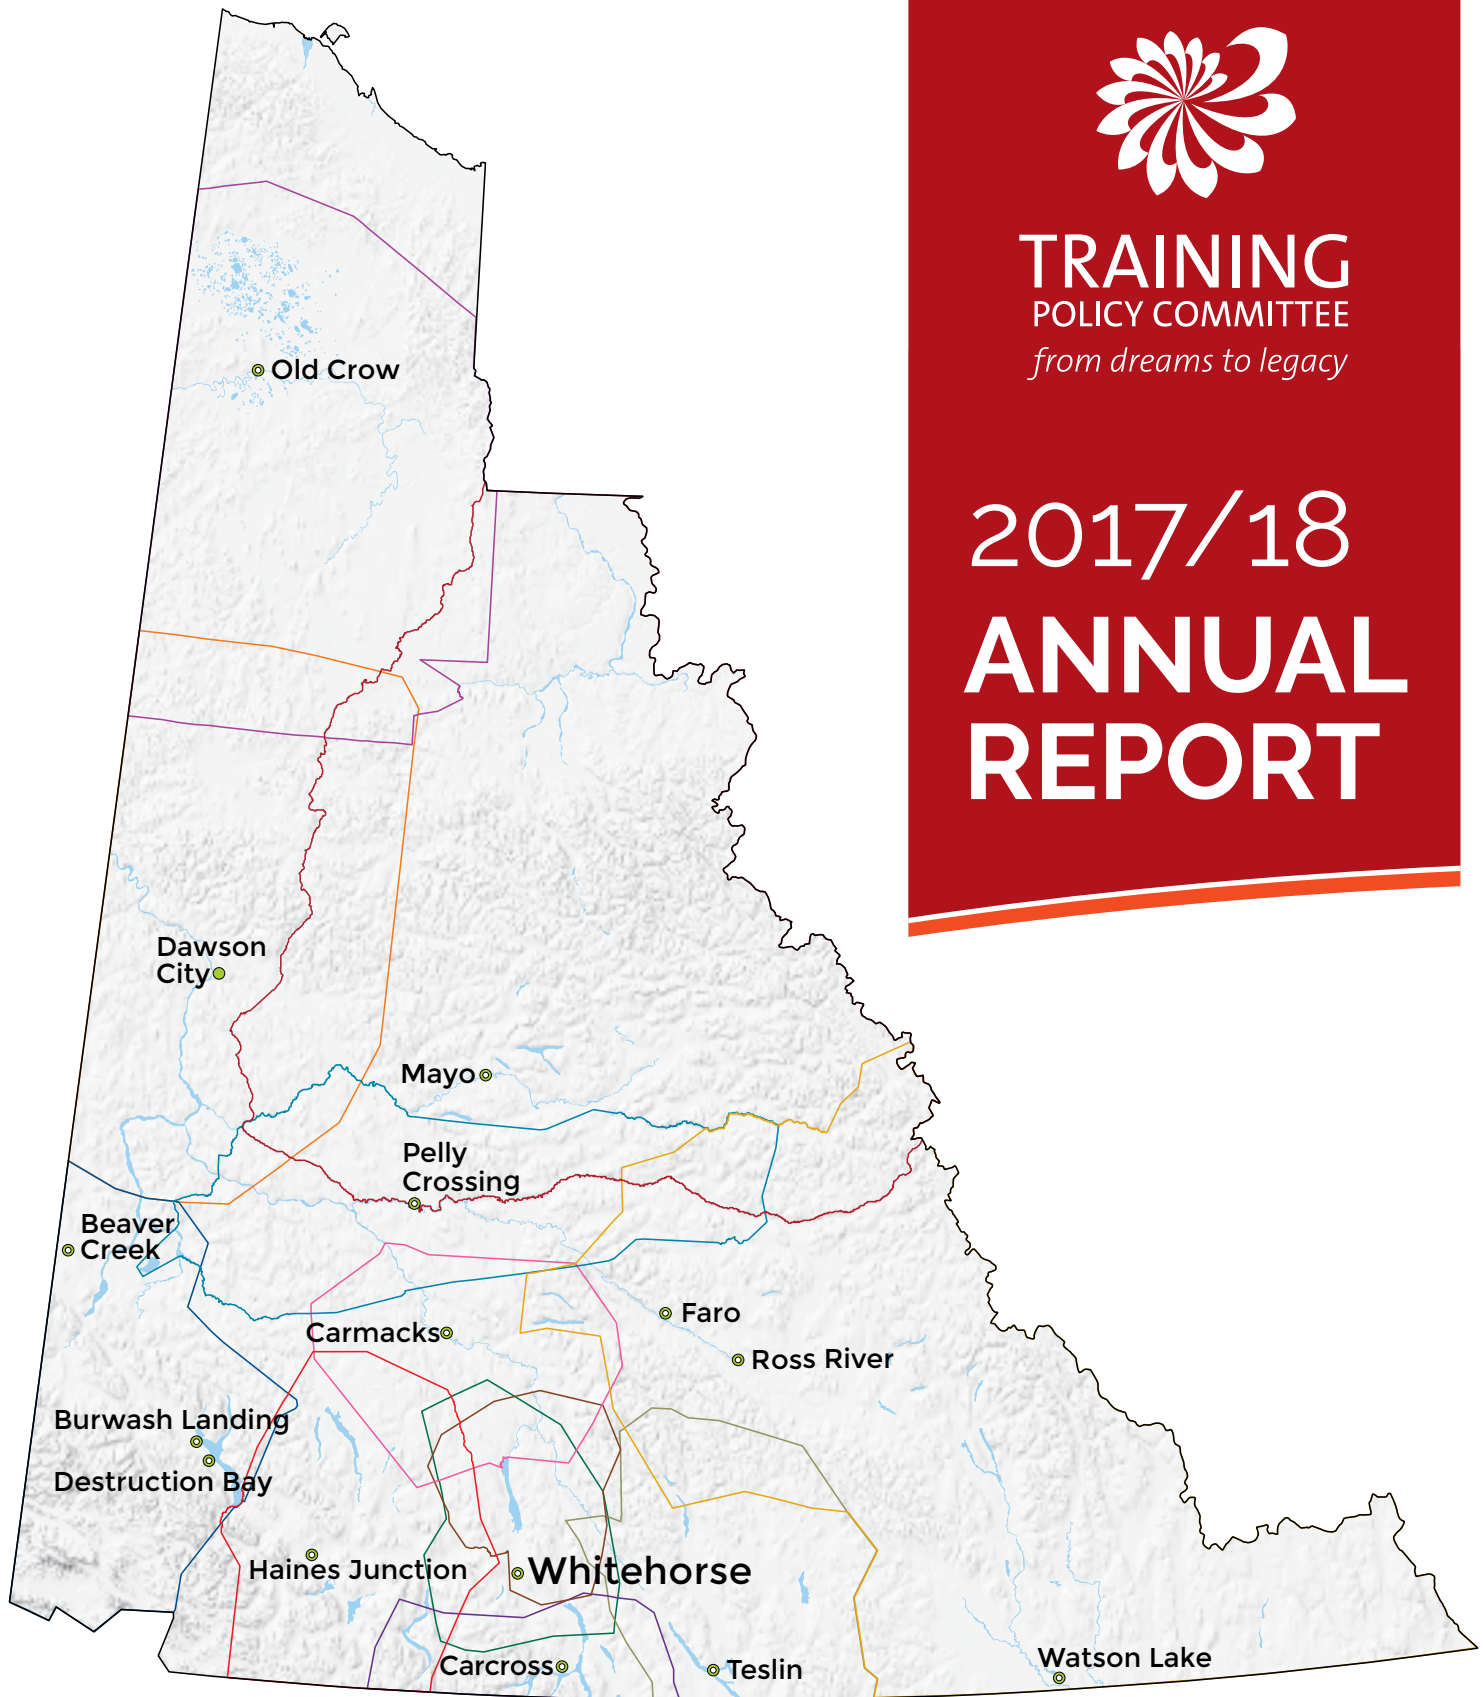 TRAINING
POLICY COMMITTEE
from dreams to legacy
2017/18
ANNUAL
REPORT
Old Crow
Dawson
City
Mayo
Pelly
Crossing
Beaver
Creek
Faro
Carmacks
Ross River
Burwash Landing
Destruction Bay
Haines Junction
Whitehorse
Carcross
Teslin
Watson Lake